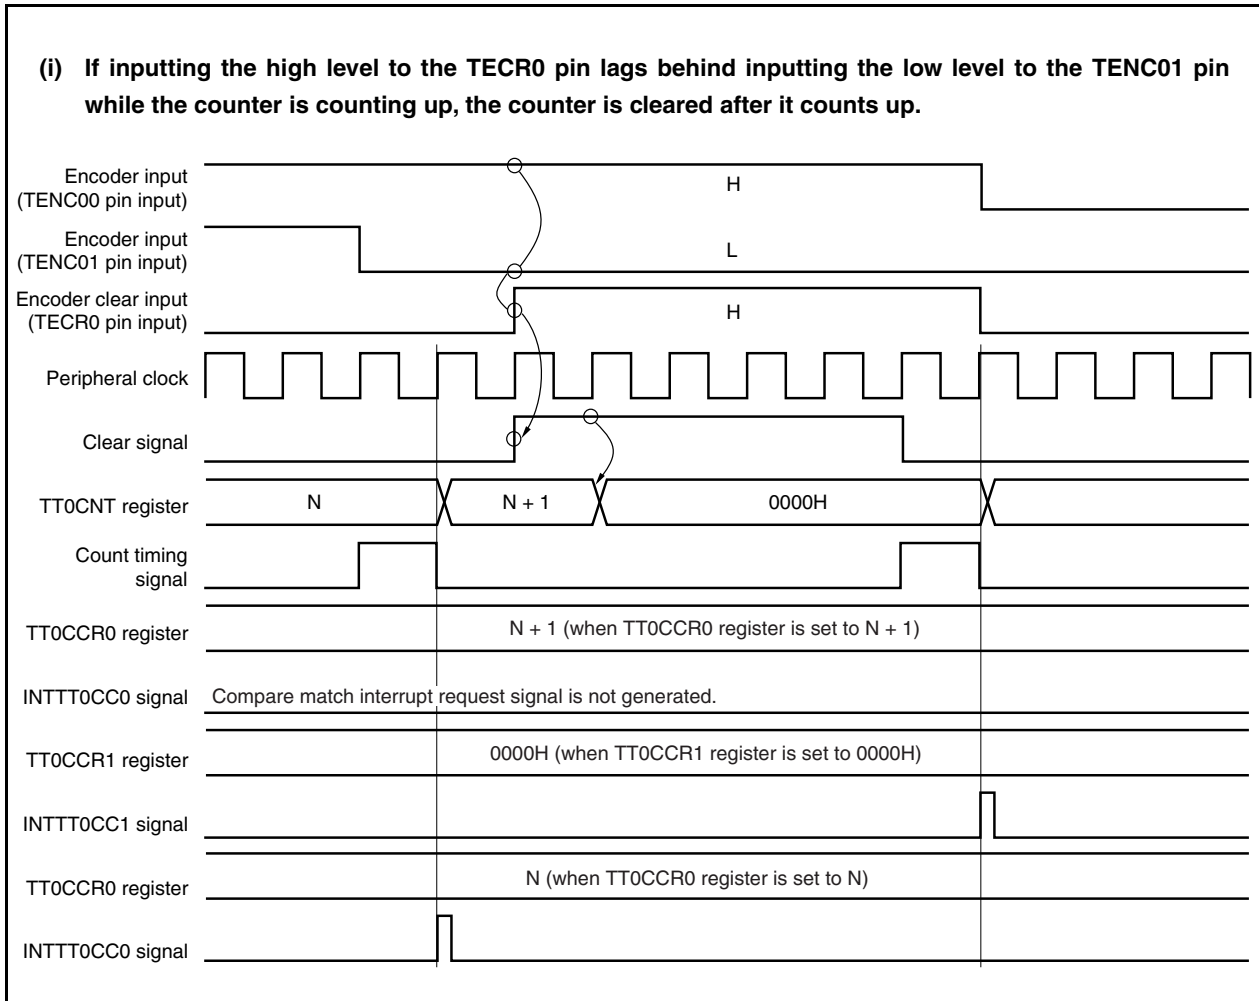 (i) If inputting the high level to the TECR0 pin lags behind inputting the low level to the TENC01 pin
while the counter is counting up, the counter is cleared after it counts up.
Encoder input
(TENC00 pin input)
H
Encoder input
(TENC01 pin input)
L
Encoder clear input
(TECR0 pin input)
H
Peripheral clock
Clear signal
TT0CNT register
N
N + 1
0000H
Count timing
signal
TT0CCR0 register
N + 1 (when TT0CCR0 register is set to N + 1)
INTTT0CC0 signal
Compare match interrupt request signal is not generated.
TT0CCR1 register
0000H (when TT0CCR1 register is set to 0000H)
INTTT0CC1 signal
TT0CCR0 register
N (when TT0CCR0 register is set to N)
INTTT0CC0 signal